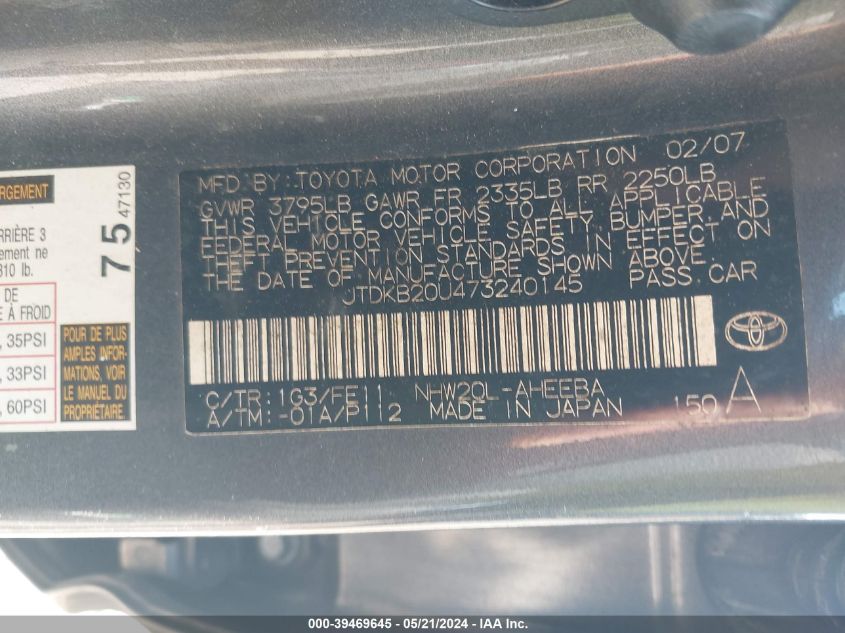 RGEMENT
RRIÈRE 3
ement ne
310 lb.
DE
E À FROID
, 35PSI
, 33PSI
, 60PSI
7 5 47130
POUR DE PLUS
AMPLES INFOR-
MATIONS, VOIR
LE MANUEL DU
PROPRIÉTAIRE
MFD BY: TOYOTA MOTOR CORPORATION 02/07
GVWR 3795LB GAWR FR 2335LB RR 2250LB
THIS VEHICLE CONFORMS TO ALL APPLICABLE
FEDERAL MOTOR VEHICLE SAFETY, BUMPER, AND
THEFT PREVENTION STANDARDS IN EFFECT ON
THE DATE OF MANUFACTURE SHOWN ABOVE.
JTDKB20U473240145 PASS.CAR
C/TR: 1G3/FE11 NHW20L-AHEEBA
A/TM:-01A/P112 MADE IN JAPAN 150 A
000-39469645 - 05/21/2024 - IAA Inc.